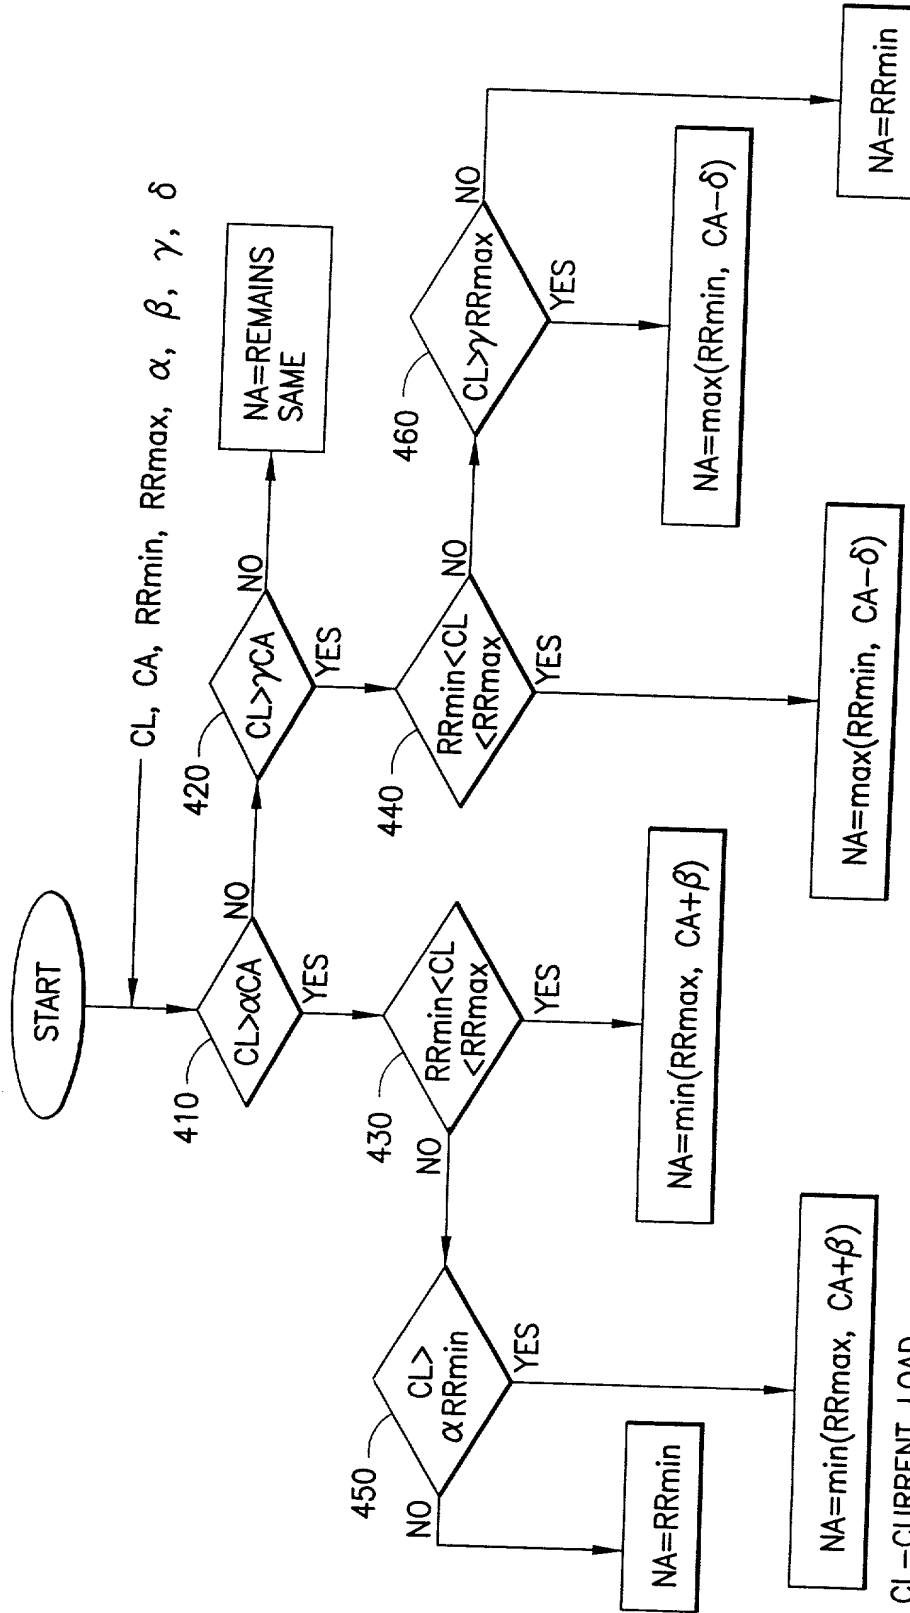 START
CL, CA, RRmin, RRmax, α, β, γ, δ
410
CL>αCA
NO
YES
420
CL>γCA
NO
YES
NA=REMAINS
SAME
430
RRmin<CL
<RRmax
NO
YES
440
RRmin<CL
<RRmax
NO
YES
450
CL>
αRRmin
NO
YES
460
CL>γRRmax
NO
YES
NA=RRmin
NA=min(RRmax, CA+β)
NA=min(RRmax, CA+β)
NA=max(RRmin, CA-δ)
NA=max(RRmin, CA-δ)
NA=RRmin
CL-CURRENT LOAD